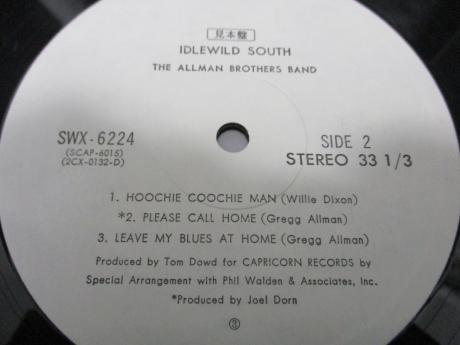 見本盤
IDLEWILD SOUTH
THE ALLMAN BROTHERS BAND
SWX-6224
(SCAP-6015)
(2CX-0132-D)
SIDE 2
STEREO 33 1/3
1. HOOCHIE COOCHIE MAN (Willie Dixon)
*2. PLEASE CALL HOME (Gregg Allman)
3. LEAVE MY BLUES AT HOME (Gregg Allman)
Produced by Tom Dowd for CAPRICORN RECORDS by
Special Arrangement with Phil Walden & Associates, Inc.
*Produced by Joel Dorn